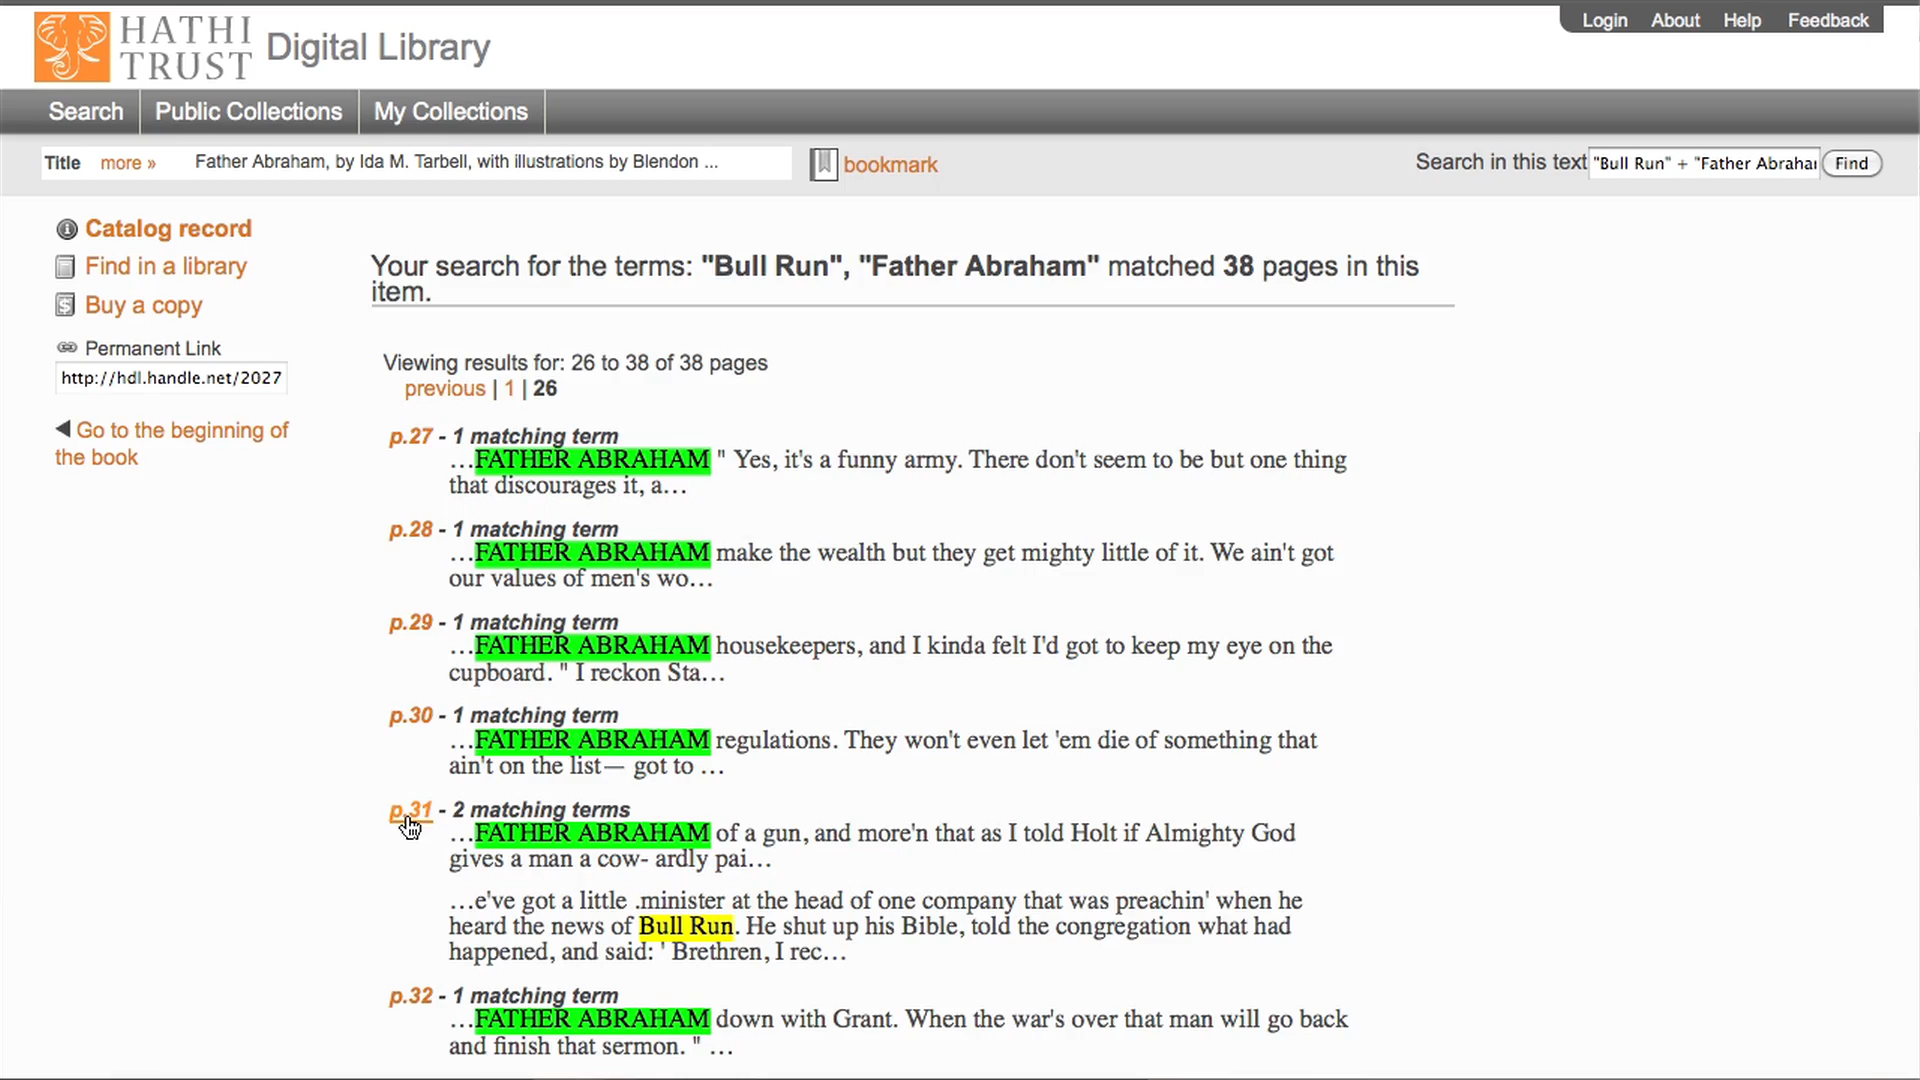 HATHI TRUST Digital Library
Login About Help Feedback
Search Public Collections My Collections
Title more » Father Abraham, by Ida M. Tarbell, with illustrations by Blendon ... bookmark Search in this text "Bull Run" + "Father Abrahai Find
Catalog record
Find in a library
Buy a copy
Permanent Link
http://hdl.handle.net/2027
Go to the beginning of
the book
Your search for the terms: "Bull Run", "Father Abraham" matched 38 pages in this
item.
Viewing results for: 26 to 38 of 38 pages
previous | 1 | 26
p.27 - 1 matching term
...FATHER ABRAHAM " Yes, it's a funny army. There don't seem to be but one thing
that discourages it, a...
p.28 - 1 matching term
...FATHER ABRAHAM make the wealth but they get mighty little of it. We ain't got
our values of men's wo...
p.29 - 1 matching term
...FATHER ABRAHAM housekeepers, and I kinda felt I'd got to keep my eye on the
cupboard. " I reckon Sta...
p.30 - 1 matching term
...FATHER ABRAHAM regulations. They won't even let 'em die of something that
ain't on the list— got to ...
p.31 - 2 matching terms
...FATHER ABRAHAM of a gun, and more'n that as I told Holt if Almighty God
gives a man a cow- ardly pai...
...e've got a little .minister at the head of one company that was preachin' when he
heard the news of Bull Run. He shut up his Bible, told the congregation what had
happened, and said: ' Brethren, I rec...
p.32 - 1 matching term
...FATHER ABRAHAM down with Grant. When the war's over that man will go back
and finish that sermon. " ...